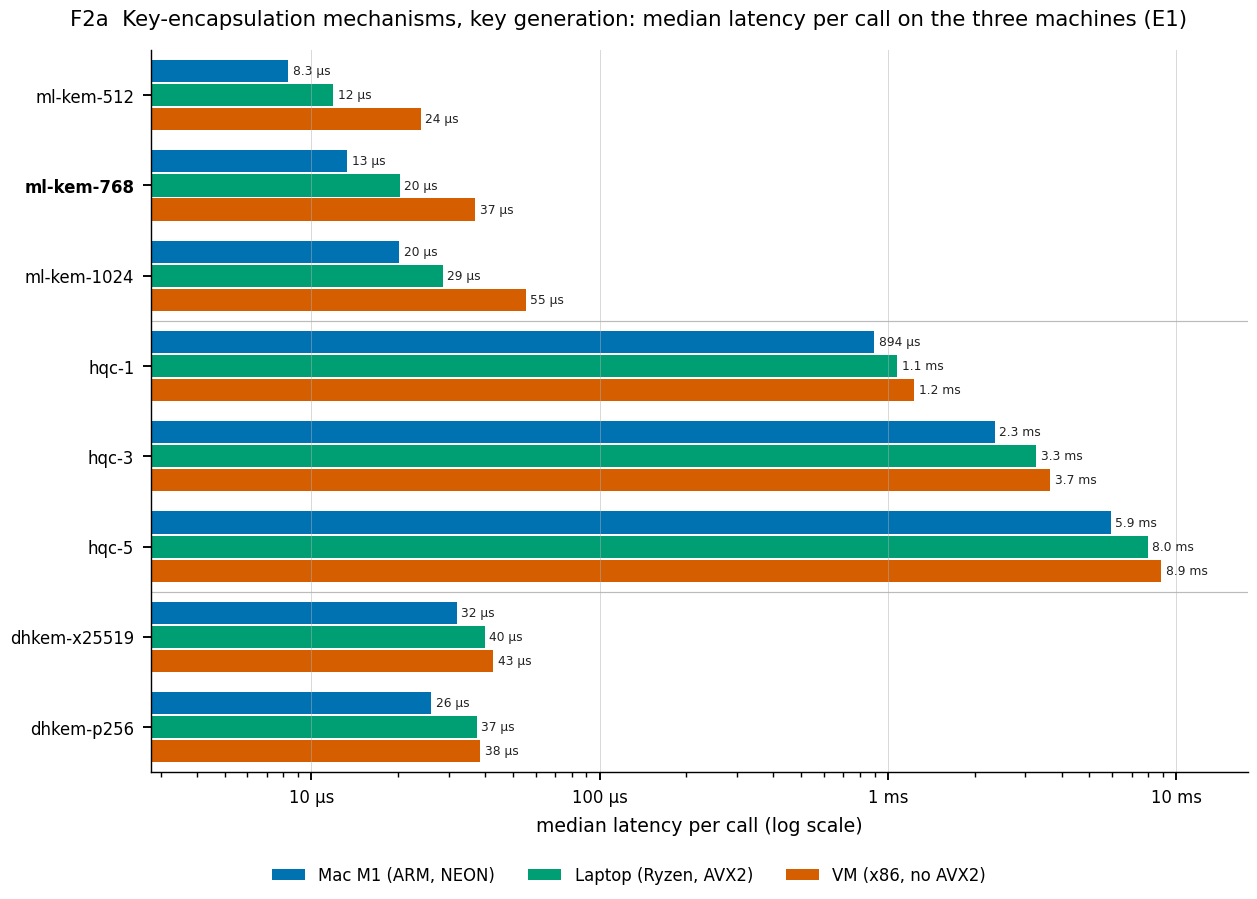 F2a  Key-encapsulation mechanisms, key generation: median latency per call on the three machines (E1)
ml-kem-512
8.3 µs
12 µs
24 µs
ml-kem-768
13 µs
20 µs
37 µs
ml-kem-1024
20 µs
29 µs
55 µs
hqc-1
894 µs
1.1 ms
1.2 ms
hqc-3
2.3 ms
3.3 ms
3.7 ms
hqc-5
5.9 ms
8.0 ms
8.9 ms
dhkem-x25519
32 µs
40 µs
43 µs
dhkem-p256
26 µs
37 µs
38 µs
10 µs 100 µs 1 ms 10 ms
median latency per call (log scale)
Mac M1 (ARM, NEON) Laptop (Ryzen, AVX2) VM (x86, no AVX2)